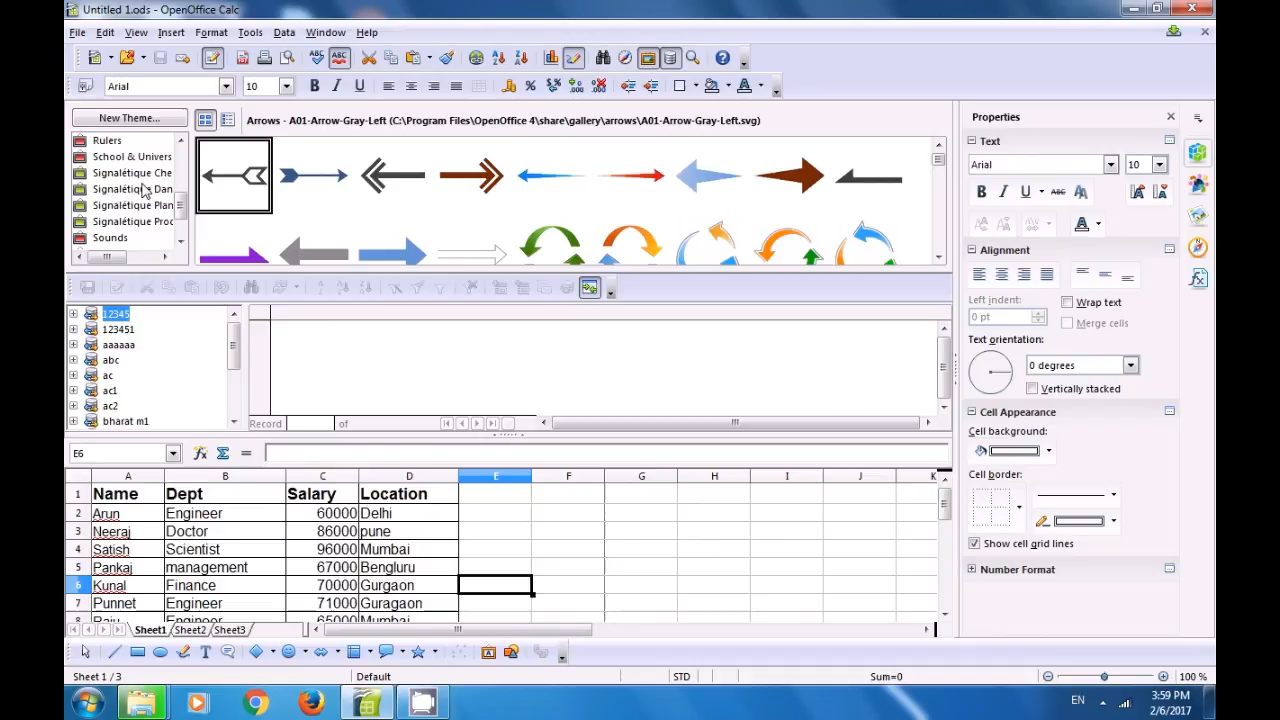 Untitled 1.ods - OpenOffice Calc
File Edit View Insert Format Tools Data Window Help
Arial 10
New Theme...
Arrows - A01-Arrow-Gray-Left (C:\Program Files\OpenOffice 4\share\gallery\arrows\A01-Arrow-Gray-Left.svg)
Rulers
School & Univers
Signalétique Che
Signalétique Dan
Signalétique Plan
Signalétique Proc
Sounds
12345
123451
aaaaaa
abc
ac
ac1
ac2
bharat m1
Record of
E6
A B C D E F G H I J K
1 Name Dept Salary Location
2 Arun Engineer 60000 Delhi
3 Neeraj Doctor 86000 pune
4 Satish Scientist 96000 Mumbai
5 Pankaj management 67000 Bengluru
6 Kunal Finance 70000 Gurgaon
7 Punnet Engineer 71000 Guragaon
8 Raju Engineer 65000 Mumbai
Sheet1 Sheet2 Sheet3
Sheet 1 / 3 Default STD Sum=0 100 %
Properties
Text
Arial 10
Alignment
Left indent:
0 pt
Wrap text
Merge cells
Text orientation:
0 degrees
Vertically stacked
Cell Appearance
Cell background:
Cell border:
Show cell grid lines
Number Format
EN
3:59 PM
2/6/2017